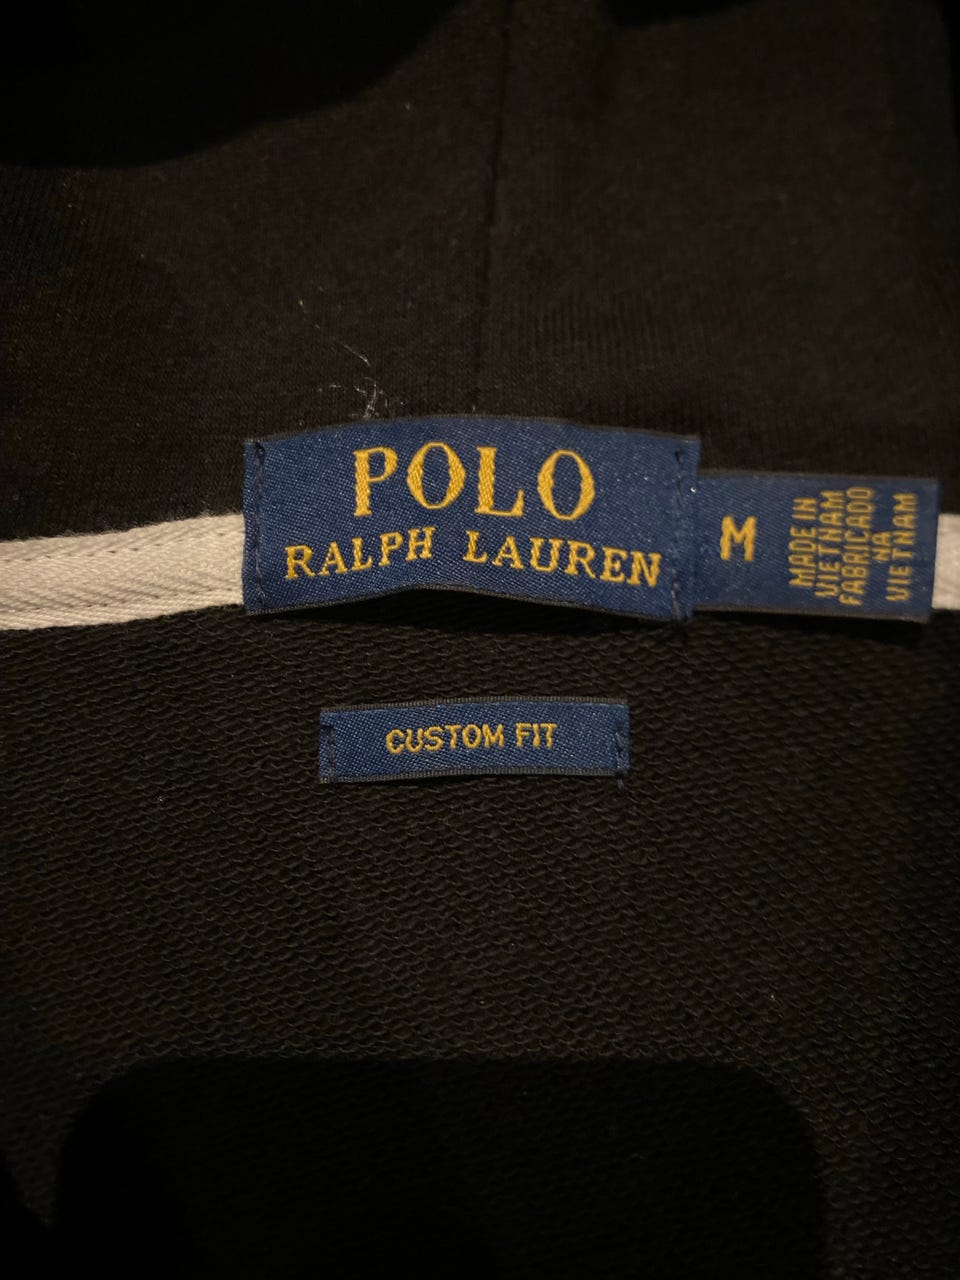 POLO
RALPH LAUREN
M
MADE IN
VIETNAM
FABRICADO
NA
VIETNAM
CUSTOM FIT